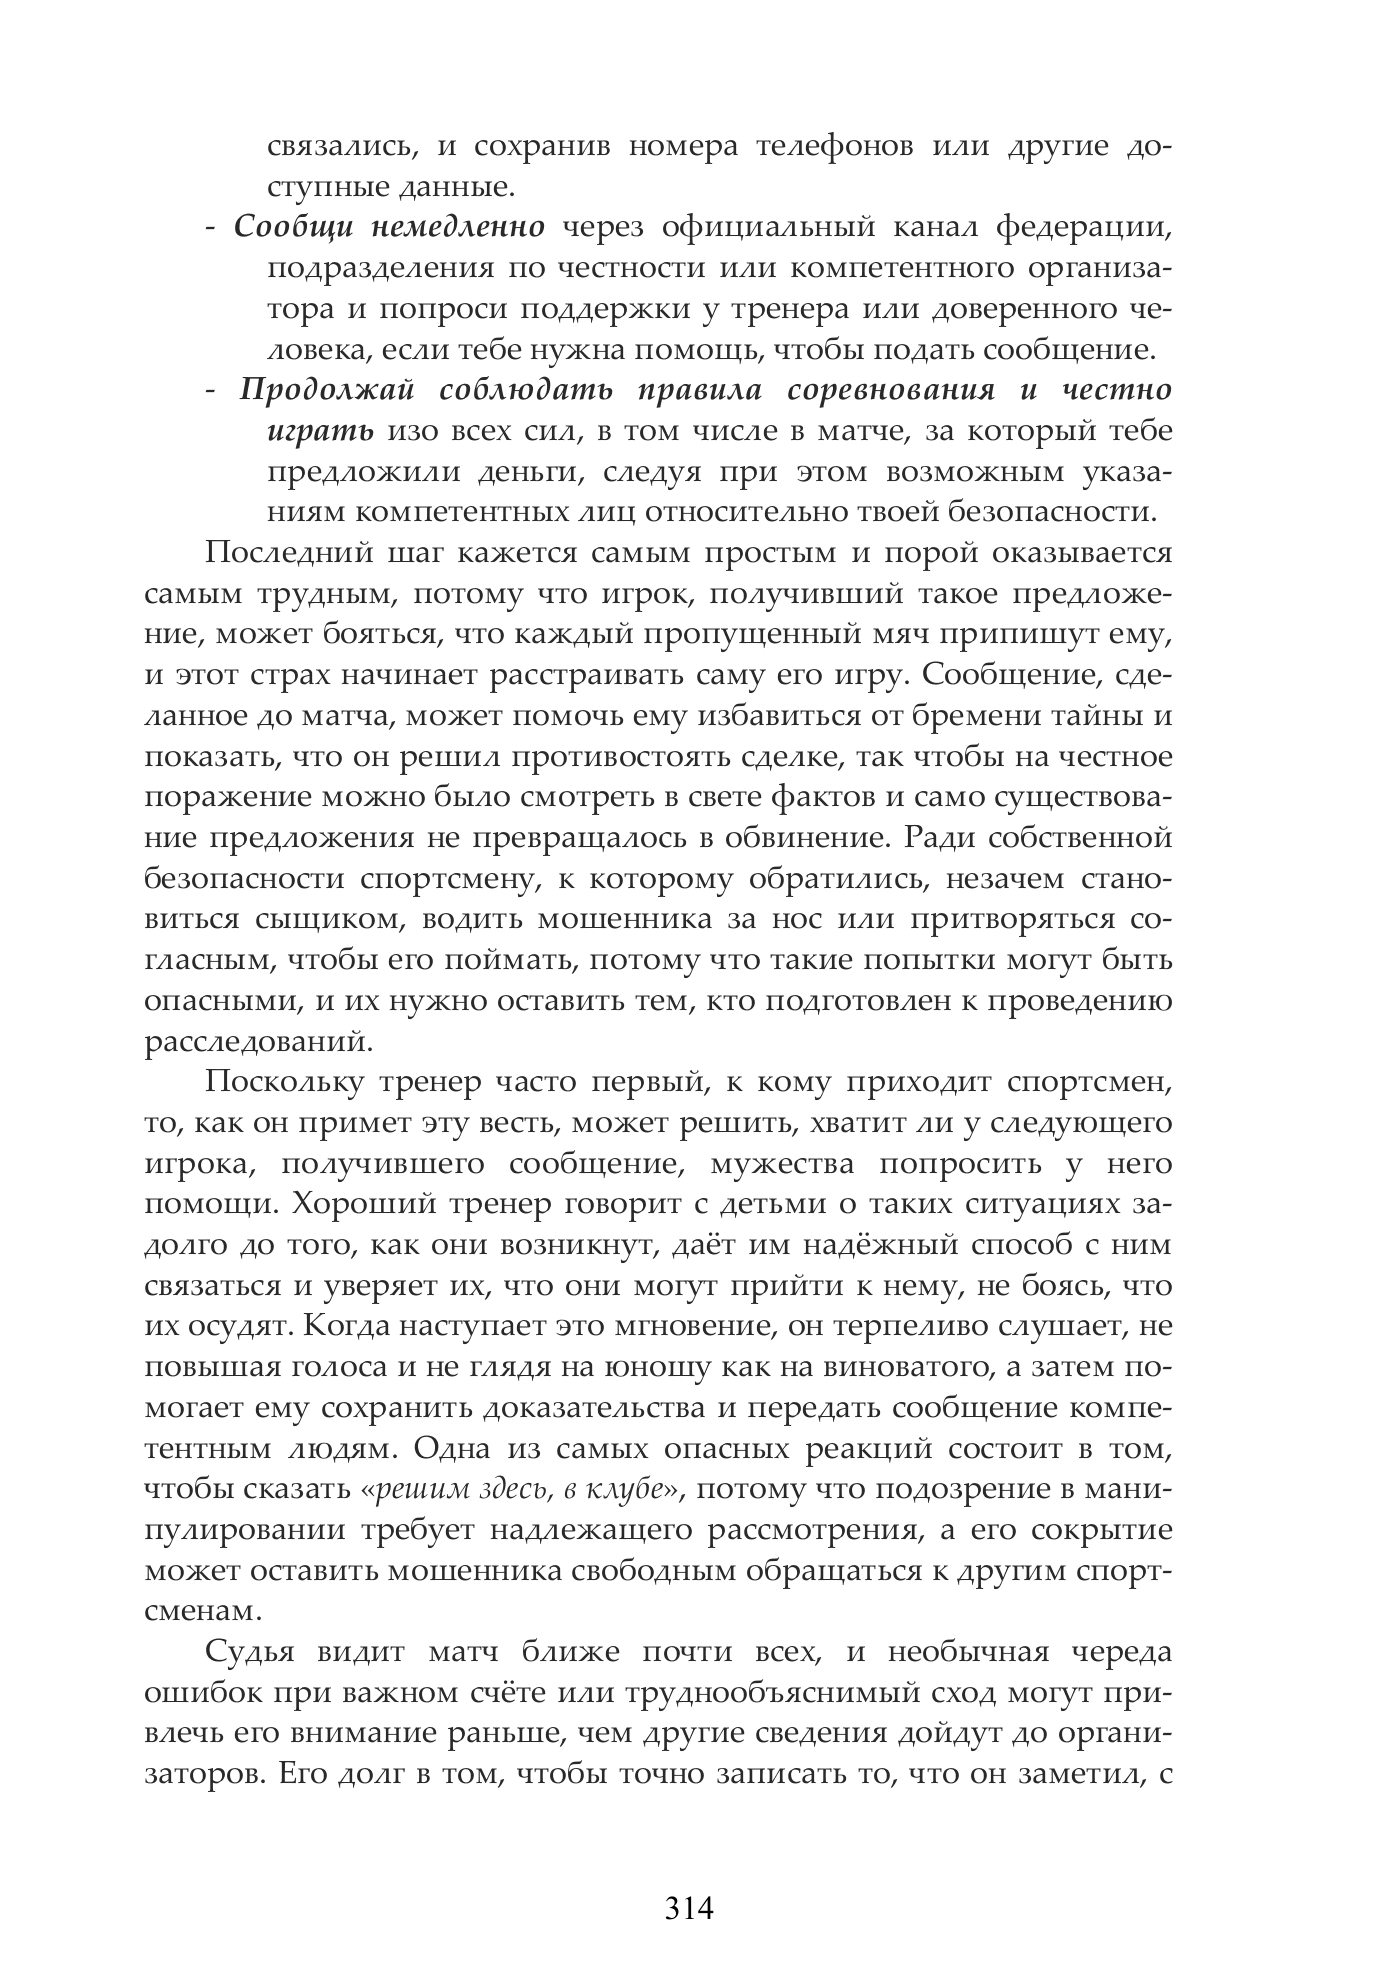 связались, и сохранив номера телефонов или другие до-
ступные данные.
- Сообщи немедленно через официальный канал федерации,
подразделения по честности или компетентного организа-
тора и попроси поддержки у тренера или доверенного че-
ловека, если тебе нужна помощь, чтобы подать сообщение.
- Продолжай соблюдать правила соревнования и честно
играть изо всех сил, в том числе в матче, за который тебе
предложили деньги, следуя при этом возможным указа-
ниям компетентных лиц относительно твоей безопасности.
Последний шаг кажется самым простым и порой оказывается
самым трудным, потому что игрок, получивший такое предложе-
ние, может бояться, что каждый пропущенный мяч припишут ему,
и этот страх начинает расстраивать саму его игру. Сообщение, сде-
ланное до матча, может помочь ему избавиться от бремени тайны и
показать, что он решил противостоять сделке, так чтобы на честное
поражение можно было смотреть в свете фактов и само существова-
ние предложения не превращалось в обвинение. Ради собственной
безопасности спортсмену, к которому обратились, незачем стано-
виться сыщиком, водить мошенника за нос или притворяться со-
гласным, чтобы его поймать, потому что такие попытки могут быть
опасными, и их нужно оставить тем, кто подготовлен к проведению
расследований.
Поскольку тренер часто первый, к кому приходит спортсмен,
то, как он примет эту весть, может решить, хватит ли у следующего
игрока, получившего сообщение, мужества попросить у него
помощи. Хороший тренер говорит с детьми о таких ситуациях за-
долго до того, как они возникнут, даёт им надёжный способ с ним
связаться и уверяет их, что они могут прийти к нему, не боясь, что
их осудят. Когда наступает это мгновение, он терпеливо слушает, не
повышая голоса и не глядя на юношу как на виноватого, а затем по-
могает ему сохранить доказательства и передать сообщение компе-
тентным людям. Одна из самых опасных реакций состоит в том,
чтобы сказать «решим здесь, в клубе», потому что подозрение в мани-
пулировании требует надлежащего рассмотрения, а его сокрытие
может оставить мошенника свободным обращаться к другим спорт-
сменам.
Судья видит матч ближе почти всех, и необычная череда
ошибок при важном счёте или труднообъяснимый сход могут при-
влечь его внимание раньше, чем другие сведения дойдут до органи-
заторов. Его долг в том, чтобы точно записать то, что он заметил, с
314